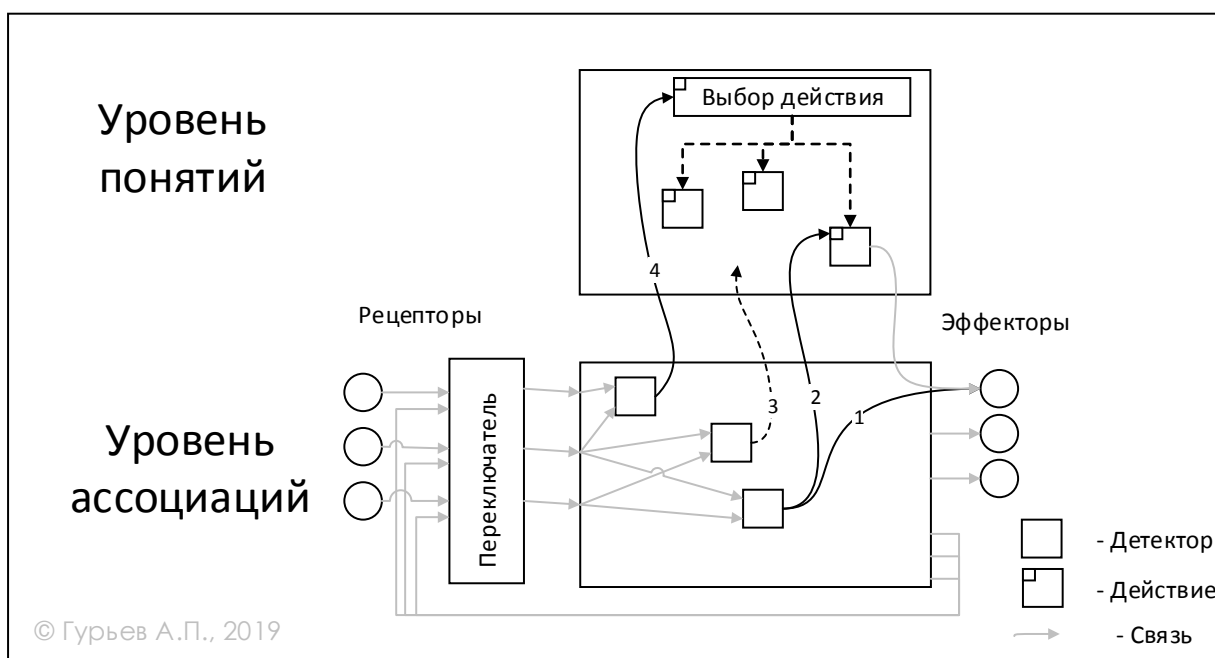 Уровень
понятий
Выбор действия
4
Рецепторы
Эффекторы
Уровень
ассоциаций
Переключатель
3
2
1
- Детектор
- Действие
- Связь
© Гурьев А.П., 2019